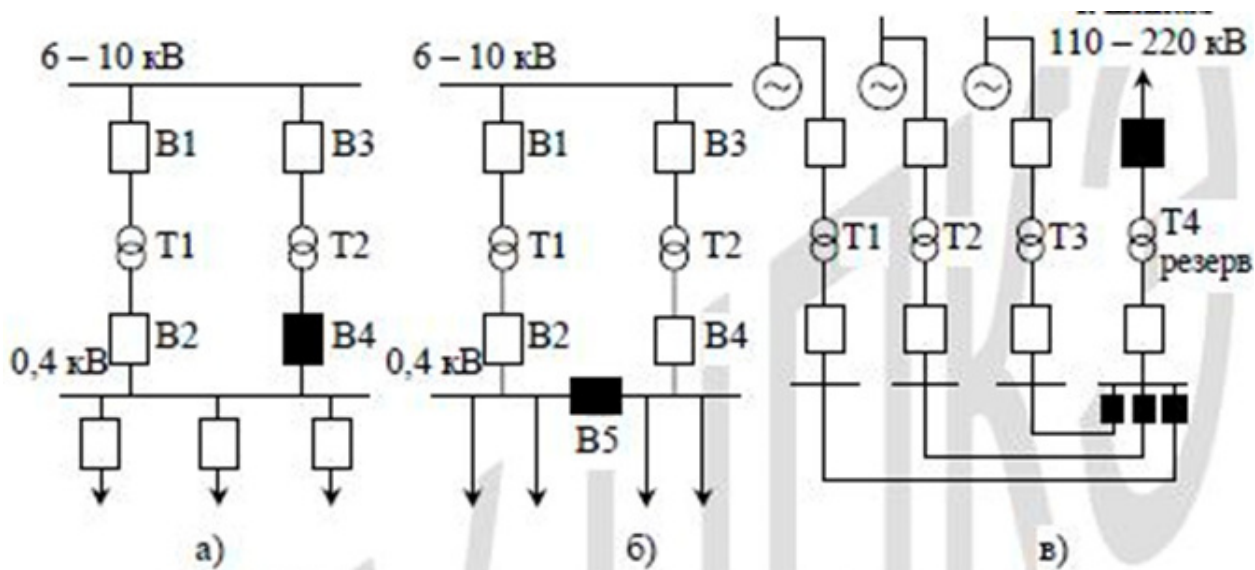 6 – 10 кВ
В1
В3
Т1
Т2
В2
В4
0,4 кВ
а)
6 – 10 кВ
В1
В3
Т1
Т2
В2
В4
0,4 кВ
В5
б)
110 – 220 кВ
Т1
Т2
Т3
Т4
резерв
в)